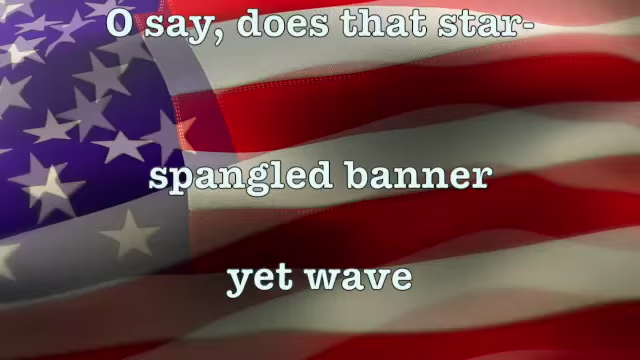 O say, does that star-
spangled banner
yet wave